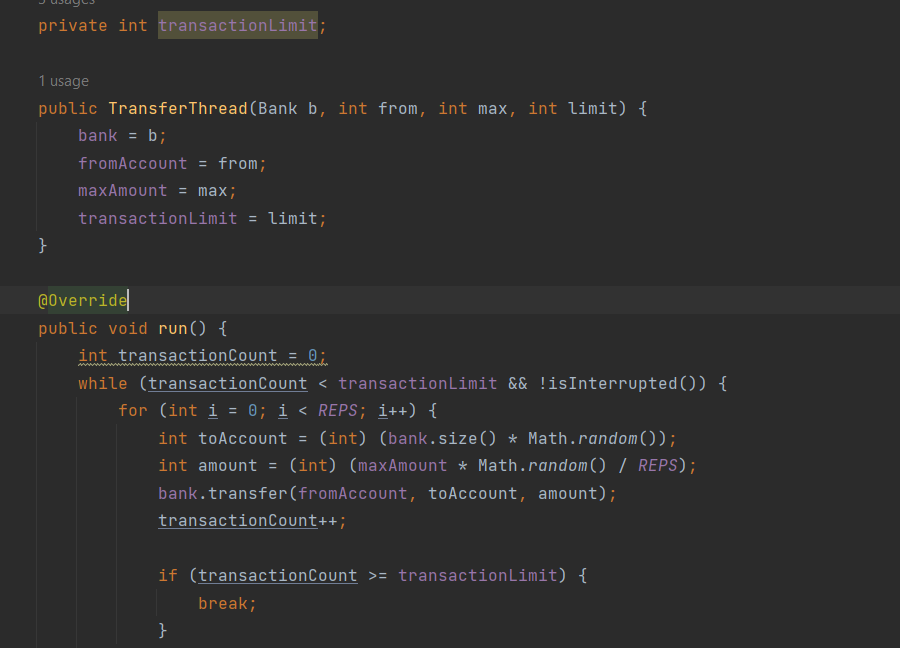 5 usages
private int transactionLimit;
1 usage
public TransferThread(Bank b, int from, int max, int limit) {
bank = b;
fromAccount = from;
maxAmount = max;
transactionLimit = limit;
}
@Override
public void run() {
int transactionCount = 0;
while (transactionCount < transactionLimit && !isInterrupted()) {
for (int i = 0; i < REPS; i++) {
int toAccount = (int) (bank.size() * Math.random());
int amount = (int) (maxAmount * Math.random() / REPS);
bank.transfer(fromAccount, toAccount, amount);
transactionCount++;
if (transactionCount >= transactionLimit) {
break;
}